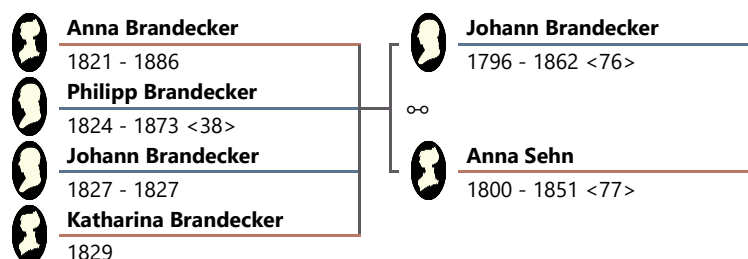 Anna Brandecker
1821 - 1886
Philipp Brandecker
1824 - 1873 <38>
Johann Brandecker
1827 - 1827
Katharina Brandecker
1829
Johann Brandecker
1796 - 1862 <76>
Anna Sehn
1800 - 1851 <77>